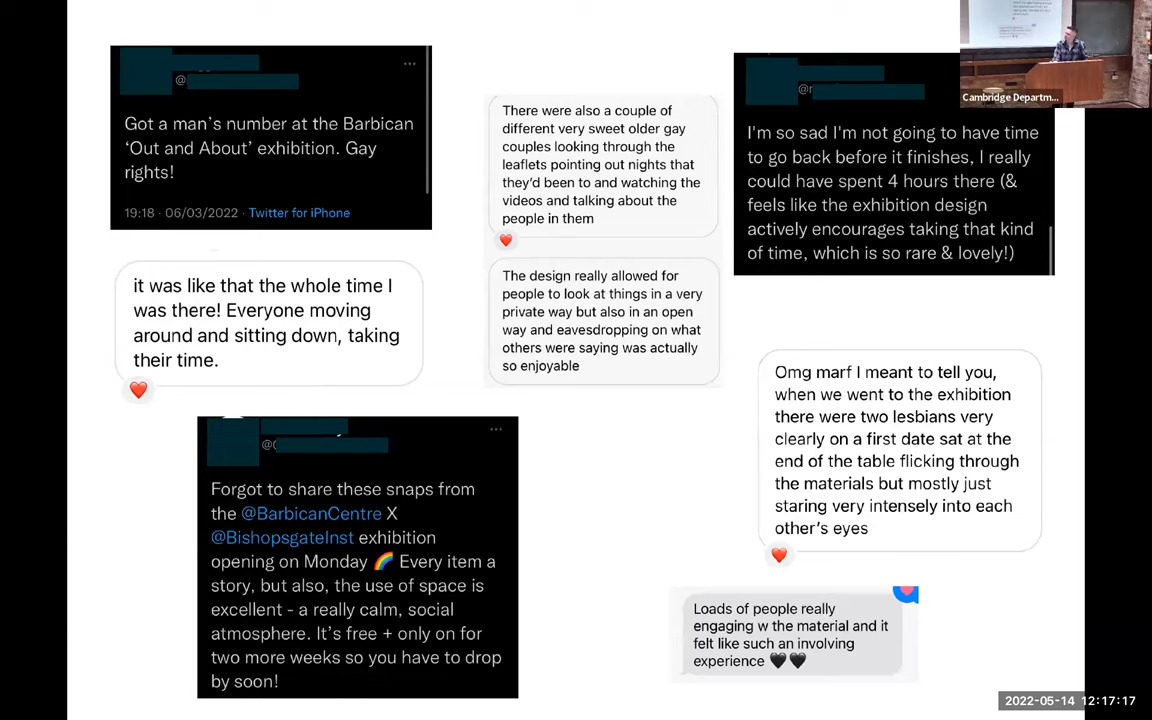 @
Got a man's number at the Barbican
'Out and About' exhibition. Gay
rights!
19:18 · 06/03/2022 · Twitter for iPhone
it was like that the whole time I
was there! Everyone moving
around and sitting down, taking
their time.
There were also a couple of
different very sweet older gay
couples looking through the
leaflets pointing out nights that
they'd been to and watching the
videos and talking about the
people in them
The design really allowed for
people to look at things in a very
private way but also in an open
way and eavesdropping on what
others were saying was actually
so enjoyable
I'm so sad I'm not going to have time
to go back before it finishes, I really
could have spent 4 hours there (&
feels like the exhibition design
actively encourages taking that kind
of time, which is so rare & lovely!)
Cambridge Departm...
Forgot to share these snaps from
the @BarbicanCentre X
@BishopsgateInst exhibition
opening on Monday 🌈 Every item a
story, but also, the use of space is
excellent - a really calm, social
atmosphere. It's free + only on for
two more weeks so you have to drop
by soon!
Omg marf I meant to tell you,
when we went to the exhibition
there were two lesbians very
clearly on a first date sat at the
end of the table flicking through
the materials but mostly just
staring very intensely into each
other's eyes
Loads of people really
engaging w the material and it
felt like such an involving
experience 🖤🖤
2022-05-14 12:17:17